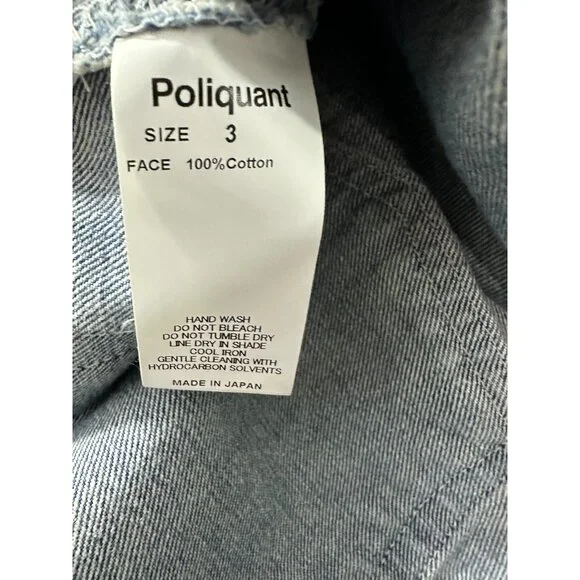 Poliquant
SIZE 3
FACE 100%Cotton
HAND WASH
DO NOT BLEACH
DO NOT TUMBLE DRY
LINE DRY IN SHADE
COOL IRON
GENTLE CLEANING WITH
HYDROCARBON SOLVENTS
MADE IN JAPAN